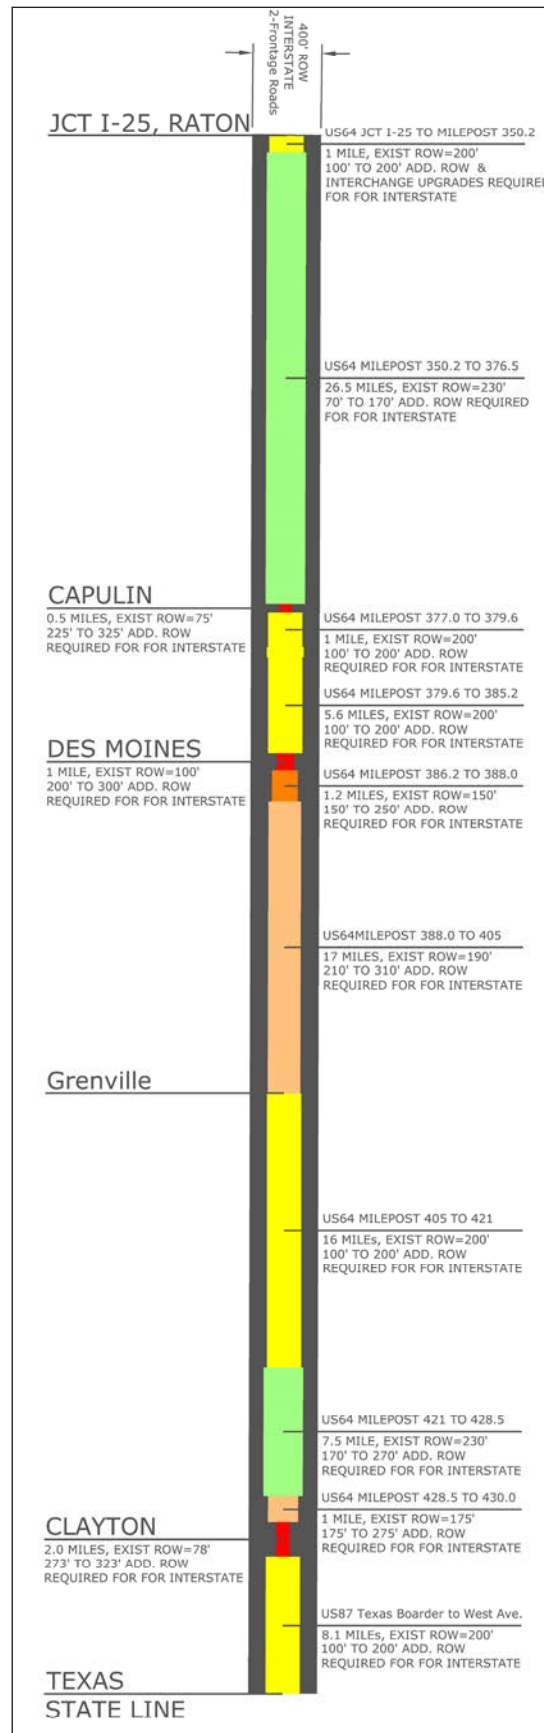 400' ROW
INTERSTATE
2-Frontage Roads
JCT I-25, RATON
US64 JCT I-25 TO MILEPOST 350.2
1 MILE, EXIST ROW=200'
100' TO 200' ADD. ROW &
INTERCHANGE UPGRADES REQUIRED
FOR FOR INTERSTATE
US64 MILEPOST 350.2 TO 376.5
26.5 MILES, EXIST ROW=230'
70' TO 170' ADD. ROW REQUIRED
FOR FOR INTERSTATE
CAPULIN
0.5 MILES, EXIST ROW=75'
225' TO 325' ADD. ROW
REQUIRED FOR FOR INTERSTATE
US64 MILEPOST 377.0 TO 379.6
1 MILE, EXIST ROW=200'
100' TO 200' ADD. ROW
REQUIRED FOR FOR INTERSTATE
US64 MILEPOST 379.6 TO 385.2
5.6 MILES, EXIST ROW=200'
100' TO 200' ADD. ROW
REQUIRED FOR FOR INTERSTATE
DES MOINES
1 MILE, EXIST ROW=100'
200' TO 300' ADD. ROW
REQUIRED FOR FOR INTERSTATE
US64 MILEPOST 386.2 TO 388.0
1.2 MILES, EXIST ROW=150'
150' TO 250' ADD. ROW
REQUIRED FOR FOR INTERSTATE
US64MILEPOST 388.0 TO 405
17 MILES, EXIST ROW=190'
210' TO 310' ADD. ROW
REQUIRED FOR FOR INTERSTATE
Grenville
US64 MILEPOST 405 TO 421
16 MILEs, EXIST ROW=200'
100' TO 200' ADD. ROW
REQUIRED FOR FOR INTERSTATE
US64 MILEPOST 421 TO 428.5
7.5 MILE, EXIST ROW=230'
170' TO 270' ADD. ROW
REQUIRED FOR FOR INTERSTATE
US64 MILEPOST 428.5 TO 430.0
1 MILE, EXIST ROW=175'
175' TO 275' ADD. ROW
REQUIRED FOR FOR INTERSTATE
CLAYTON
2.0 MILES, EXIST ROW=78'
273' TO 323' ADD. ROW
REQUIRED FOR FOR INTERSTATE
US87 Texas Boarder to West Ave.
8.1 MILEs, EXIST ROW=200'
100' TO 200' ADD. ROW
REQUIRED FOR FOR INTERSTATE
TEXAS
STATE LINE